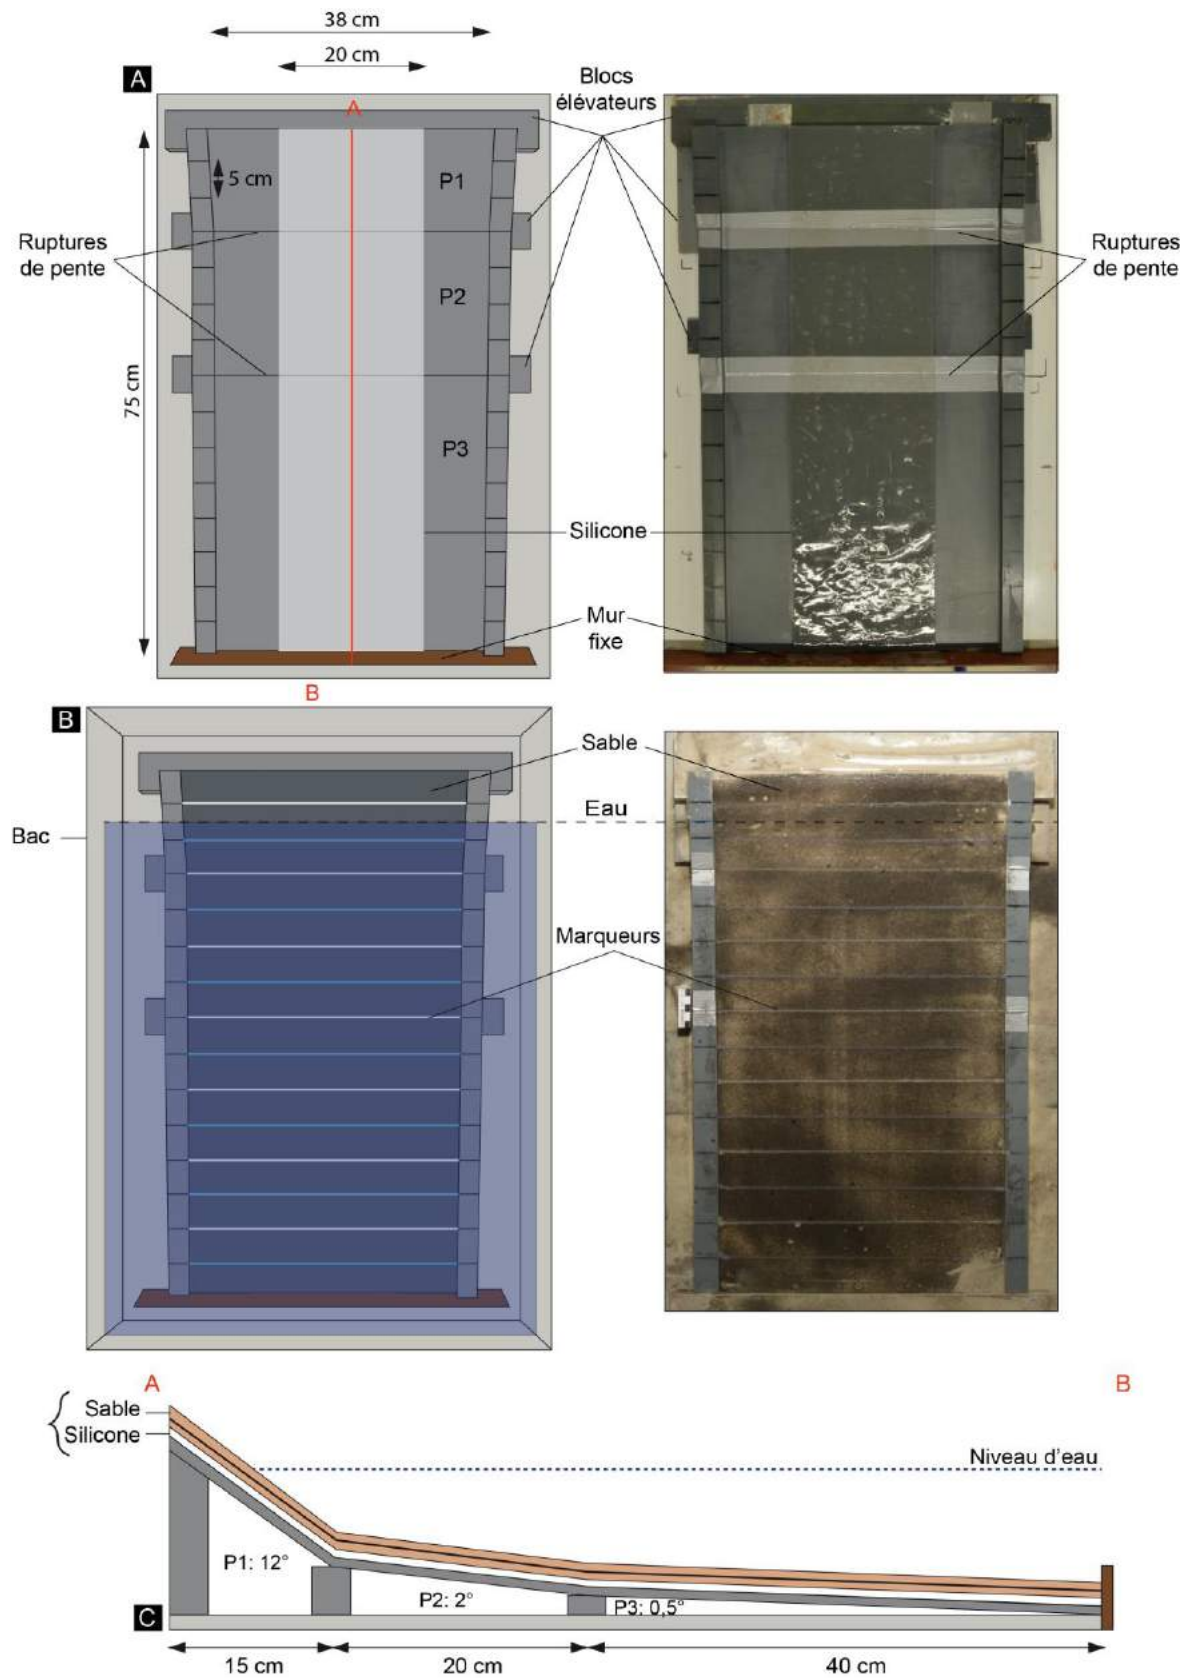 38 cm
20 cm
A
A
Blocs
élévateurs
5 cm
P1
Ruptures
de pente
Ruptures
de pente
P2
75 cm
P3
Silicone
Mur
fixe
B
B
Sable
Eau
Bac
Marqueurs
A
B
Sable
Silicone
Niveau d'eau
P1: 12°
P2: 2°
P3: 0,5°
C
15 cm
20 cm
40 cm